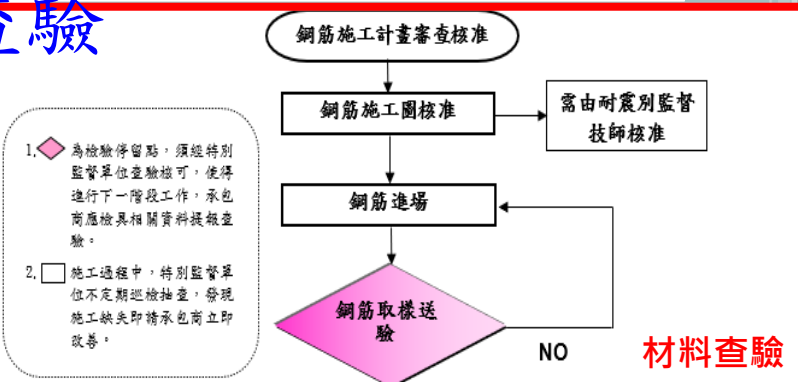 查驗
鋼筋施工計畫審查核准
鋼筋施工圖核准
需由耐震別監督
技師核准
1. 為檢驗停留點，須經特別
監督單位查驗核可，使得
進行下一階段工作，承包
商應檢具相關資料提報查
驗。
鋼筋進場
2. 施工過程中，特別監督單
位不定期巡檢抽查，發現
施工缺失即請承包商立即
改善。
鋼筋取樣送
驗
NO
材料查驗